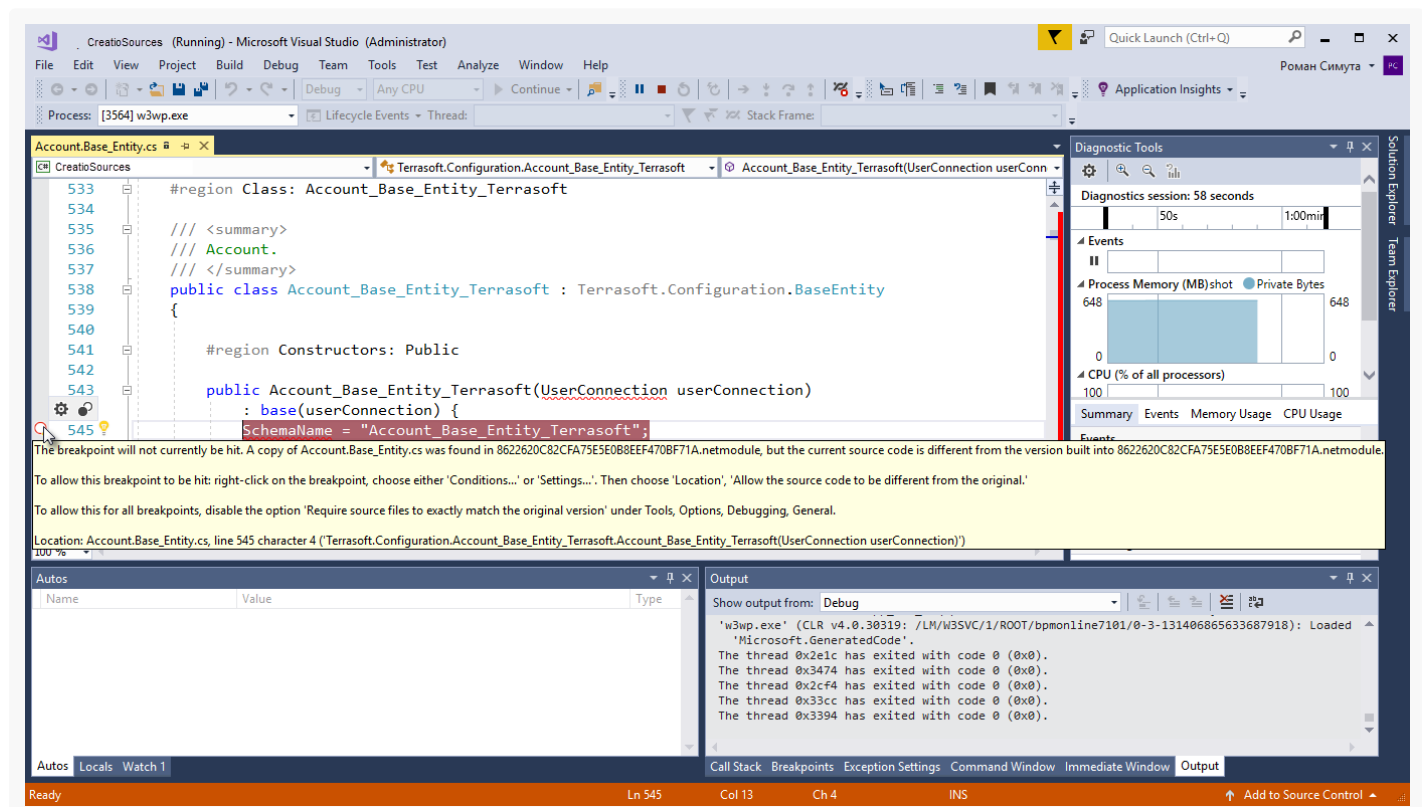 CreatioSources (Running) - Microsoft Visual Studio (Administrator)
Quick Launch (Ctrl+Q)
File Edit View Project Build Debug Team Tools Test Analyze Window Help
Роман Симута
РС
Debug Any CPU Continue
Application Insights
Process: [3564] w3wp.exe Lifecycle Events Thread: Stack Frame:
Account.Base_Entity.cs
C# CreatioSources Terrasoft.Configuration.Account_Base_Entity_Terrasoft Account_Base_Entity_Terrasoft(UserConnection userConn
533 #region Class: Account_Base_Entity_Terrasoft
534
535 /// <summary>
536 /// Account.
537 /// </summary>
538 public class Account_Base_Entity_Terrasoft : Terrasoft.Configuration.BaseEntity
539 {
540
541 #region Constructors: Public
542
543 public Account_Base_Entity_Terrasoft(UserConnection userConnection)
: base(userConnection) {
545 SchemaName = "Account_Base_Entity_Terrasoft";
The breakpoint will not currently be hit. A copy of Account.Base_Entity.cs was found in 8622620C82CFA75E5E0B8EEF470BF71A.netmodule, but the current source code is different from the version built into 8622620C82CFA75E5E0B8EEF470BF71A.netmodule.
To allow this breakpoint to be hit: right-click on the breakpoint, choose either 'Conditions...' or 'Settings...'. Then choose 'Location', 'Allow the source code to be different from the original.'
To allow this for all breakpoints, disable the option 'Require source files to exactly match the original version' under Tools, Options, Debugging, General.
Location: Account.Base_Entity.cs, line 545 character 4 ('Terrasoft.Configuration.Account_Base_Entity_Terrasoft.Account_Base_Entity_Terrasoft(UserConnection userConnection)')
100 %
Diagnostic Tools
Diagnostics session: 58 seconds
50s 1:00min
Events
Process Memory (MB)shot Private Bytes
648 648
0 0
CPU (% of all processors)
100 100
Summary Events Memory Usage CPU Usage
Events
Solution Explorer
Team Explorer
Autos
Name Value Type
Autos Locals Watch 1
Output
Show output from: Debug
'w3wp.exe' (CLR v4.0.30319: /LM/W3SVC/1/ROOT/bpmonline7101/0-3-131406865633687918): Loaded
'Microsoft.GeneratedCode'.
The thread 0x2e1c has exited with code 0 (0x0).
The thread 0x3474 has exited with code 0 (0x0).
The thread 0x2cf4 has exited with code 0 (0x0).
The thread 0x33cc has exited with code 0 (0x0).
The thread 0x3394 has exited with code 0 (0x0).
Call Stack Breakpoints Exception Settings Command Window Immediate Window Output
Ready Ln 545 Col 13 Ch 4 INS Add to Source Control